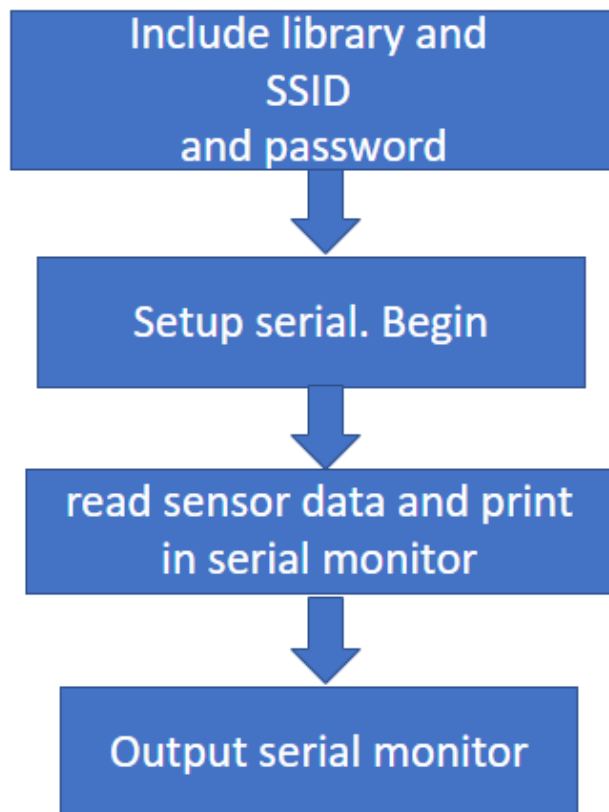 Include library and
SSID
and password
Setup serial. Begin
read sensor data and print
in serial monitor
Output serial monitor